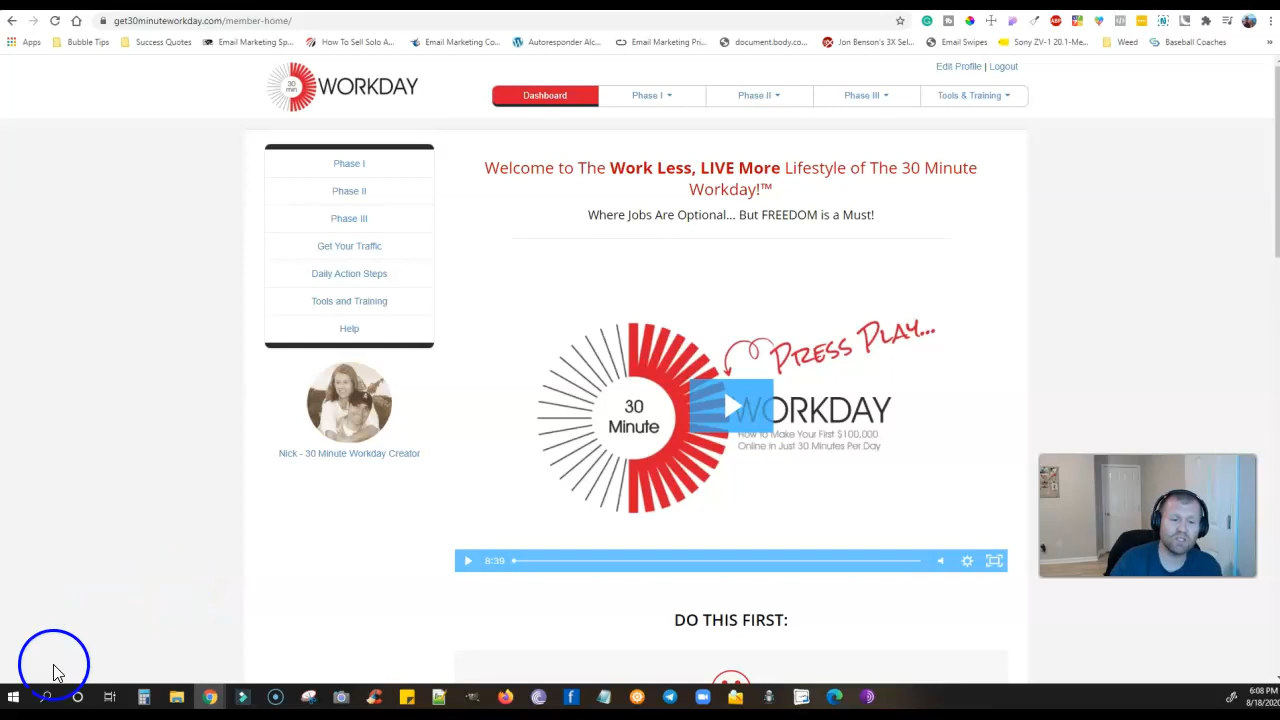 get30minuteworkday.com/member-home/
Apps
Bubble Tips
Success Quotes
Email Marketing Sp...
How To Sell Solo A...
Email Marketing Co...
Autoresponder Alc...
Email Marketing Pri...
document.body.co...
Jon Benson's 3X Sel...
Email Swipes
Sony ZV-1 20.1-Me...
Weed
Baseball Coaches
»
Edit Profile | Logout
30
min
WORKDAY
Dashboard
Phase I
Phase II
Phase III
Tools & Training
Phase I
Phase II
Phase III
Get Your Traffic
Daily Action Steps
Tools and Training
Help
Nick - 30 Minute Workday Creator
Welcome to The Work Less, LIVE More Lifestyle of The 30 Minute
Workday!™
Where Jobs Are Optional... But FREEDOM is a Must!
PRESS PLAY...
30
Minute
WORKDAY
How to Make Your First $100,000
Online in Just 30 Minutes Per Day
8:39
DO THIS FIRST:
6:08 PM
8/18/2020